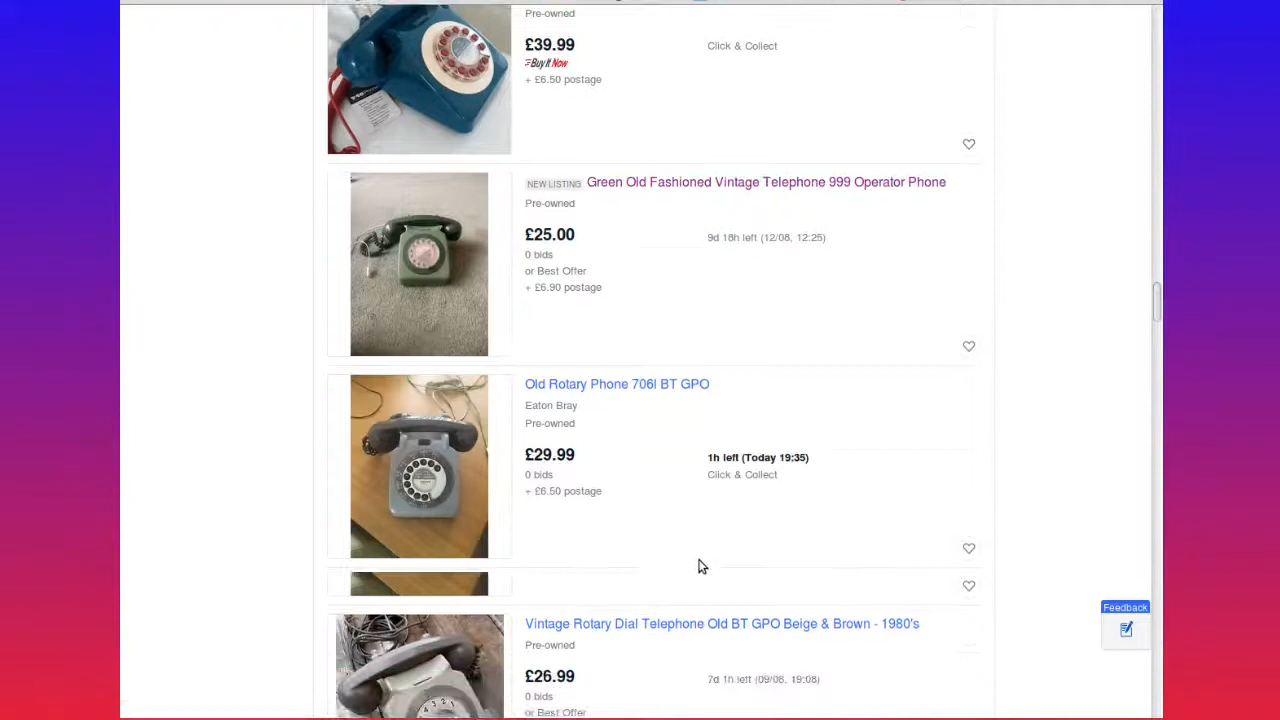 Pre-owned
£39.99
Click & Collect
Buy It Now
+ £6.50 postage
NEW LISTING Green Old Fashioned Vintage Telephone 999 Operator Phone
Pre-owned
£25.00
9d 16h left (12/08, 12:25)
0 bids
or Best Offer
+ £6.90 postage
Old Rotary Phone 706l BT GPO
Eaton Bray
Pre-owned
£29.99
1h left (Today 19:35)
0 bids
Click & Collect
+ £6.50 postage
Feedback
Vintage Rotary Dial Telephone Old BT GPO Beige & Brown - 1980's
Pre-owned
£26.99
7d 1h left (09/08, 19:08)
0 bids
or Best Offer